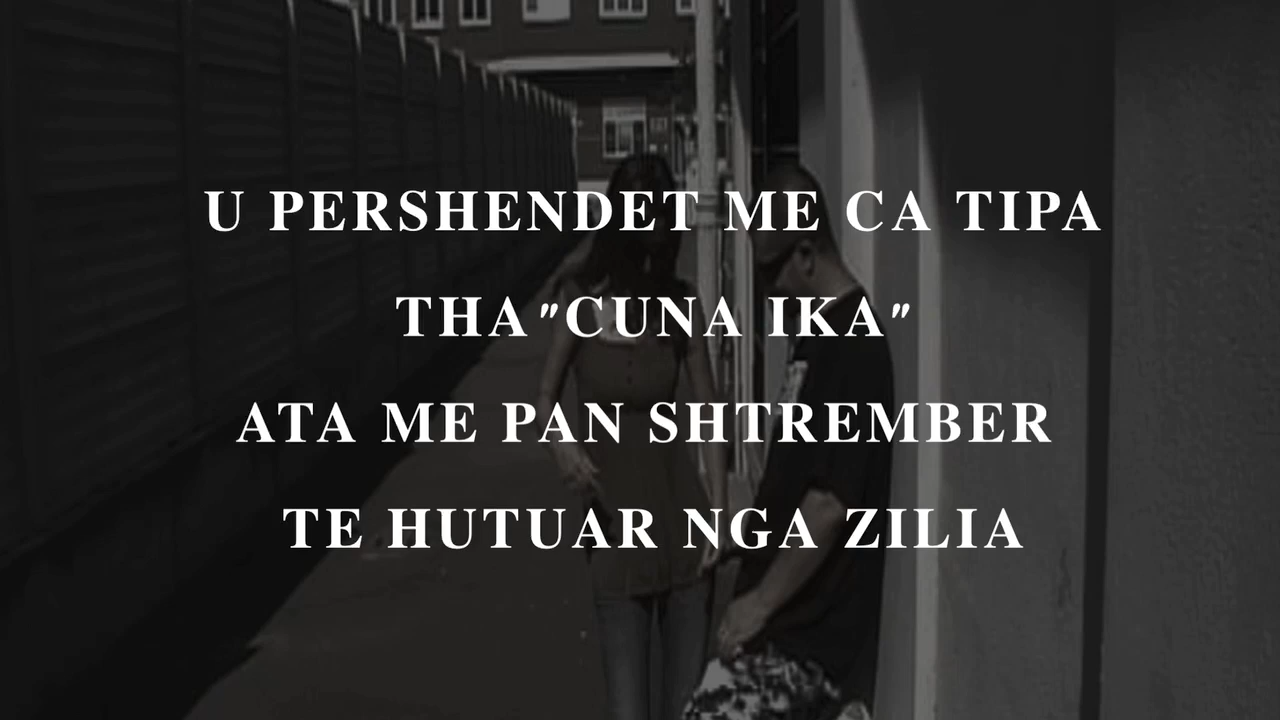 U PERSHENDET ME CA TIPA
THA"CUNA IKA"
ATA ME PAN SHTREMBER
TE HUTUAR NGA ZILIA